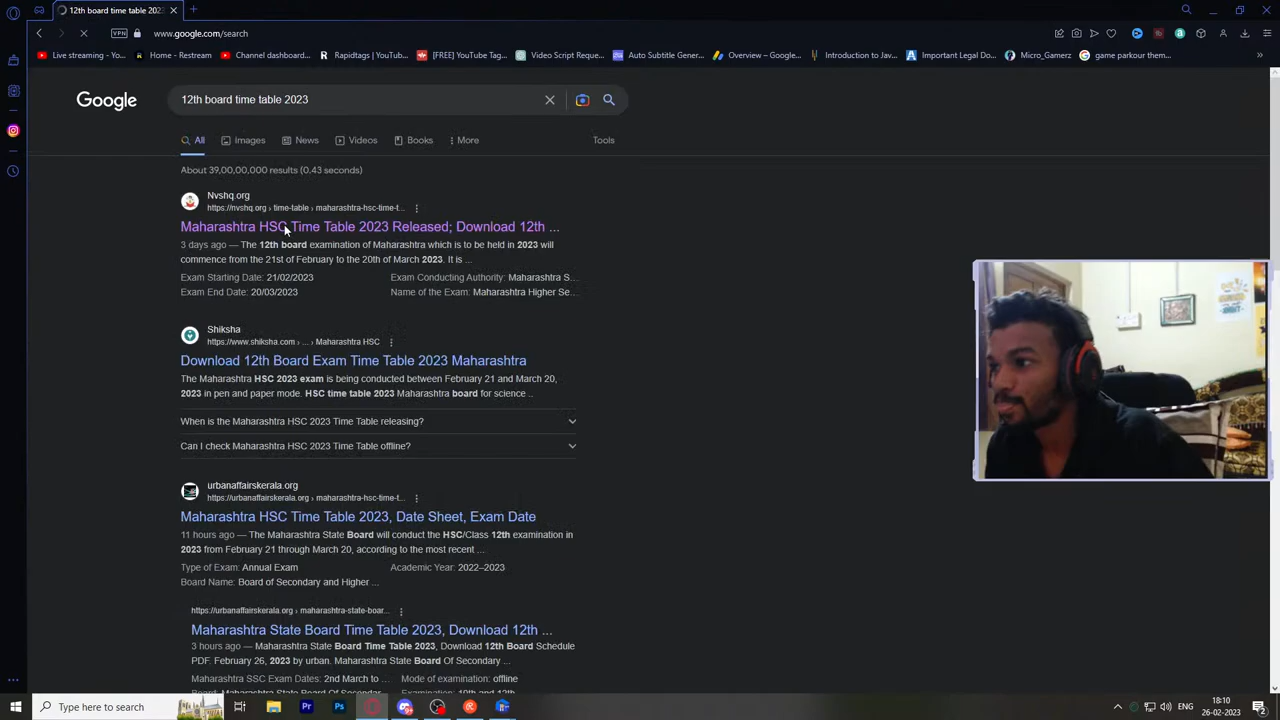 12th board time table 2023
VPN
www.google.com/search
Live streaming - Yo...
Home - Restream
Channel dashboard...
Rapidtags | YouTub...
[FREE] YouTube Tag...
Video Script Gener...
Auto Subtitle Gener...
Overview – Google...
Introduction to Jav...
Important Legal Do...
Micro_Gamerz
game parkour them...
Google
12th board time table 2023
All
Images
News
Videos
Books
More
Tools
About 39,00,00,000 results (0.43 seconds)
Nvshq.org
https://nvshq.org › time-table › maharashtra-hsc-time-t...
Maharashtra HSC Time Table 2023 Released; Download 12th ...
3 days ago — The 12th board examination of Maharashtra which is to be held in 2023 will
commence from the 21st of February to the 20th of March 2023. It is ...
Exam Starting Date: 21/02/2023
Exam Conducting Authority: Maharashtra S...
Exam End Date: 20/03/2023
Name of the Exam: Maharashtra Higher Se...
Shiksha
https://www.shiksha.com › ... › Maharashtra HSC
Download 12th Board Exam Time Table 2023 Maharashtra
The Maharashtra HSC 2023 exam is being conducted between February 21 and March 20,
2023 in pen and paper mode. HSC time table 2023 Maharashtra board for science ..
When is the Maharashtra HSC 2023 Time Table releasing?
Can I check Maharashtra HSC 2023 Time Table offline?
urbanaffairskerala.org
https://urbanaffairskerala.org › maharashtra-hsc-time-t...
Maharashtra HSC Time Table 2023, Date Sheet, Exam Date
11 hours ago — The Maharashtra State Board will conduct the HSC/Class 12th examination in
2023 from February 21 through March 20, according to the most recent ...
Type of Exam: Annual Exam
Academic Year: 2022–2023
Board Name: Board of Secondary and Higher ...
https://urbanaffairskerala.org › maharashtra-state-boar...
Maharashtra State Board Time Table 2023, Download 12th ...
3 hours ago — Maharashtra State Board Time Table 2023, Download 12th Board Schedule
PDF. February 26, 2023 by urban. Maharashtra State Board Of Secondary ...
Maharashtra SSC Exam Dates: 2nd March to ...
Mode of examination: offline
Board: Maharashtra State Board Of Secondar...
Examination: 10th and 12th
Type here to search
Pr
Ps
ENG
18:10
26-02-2023
2